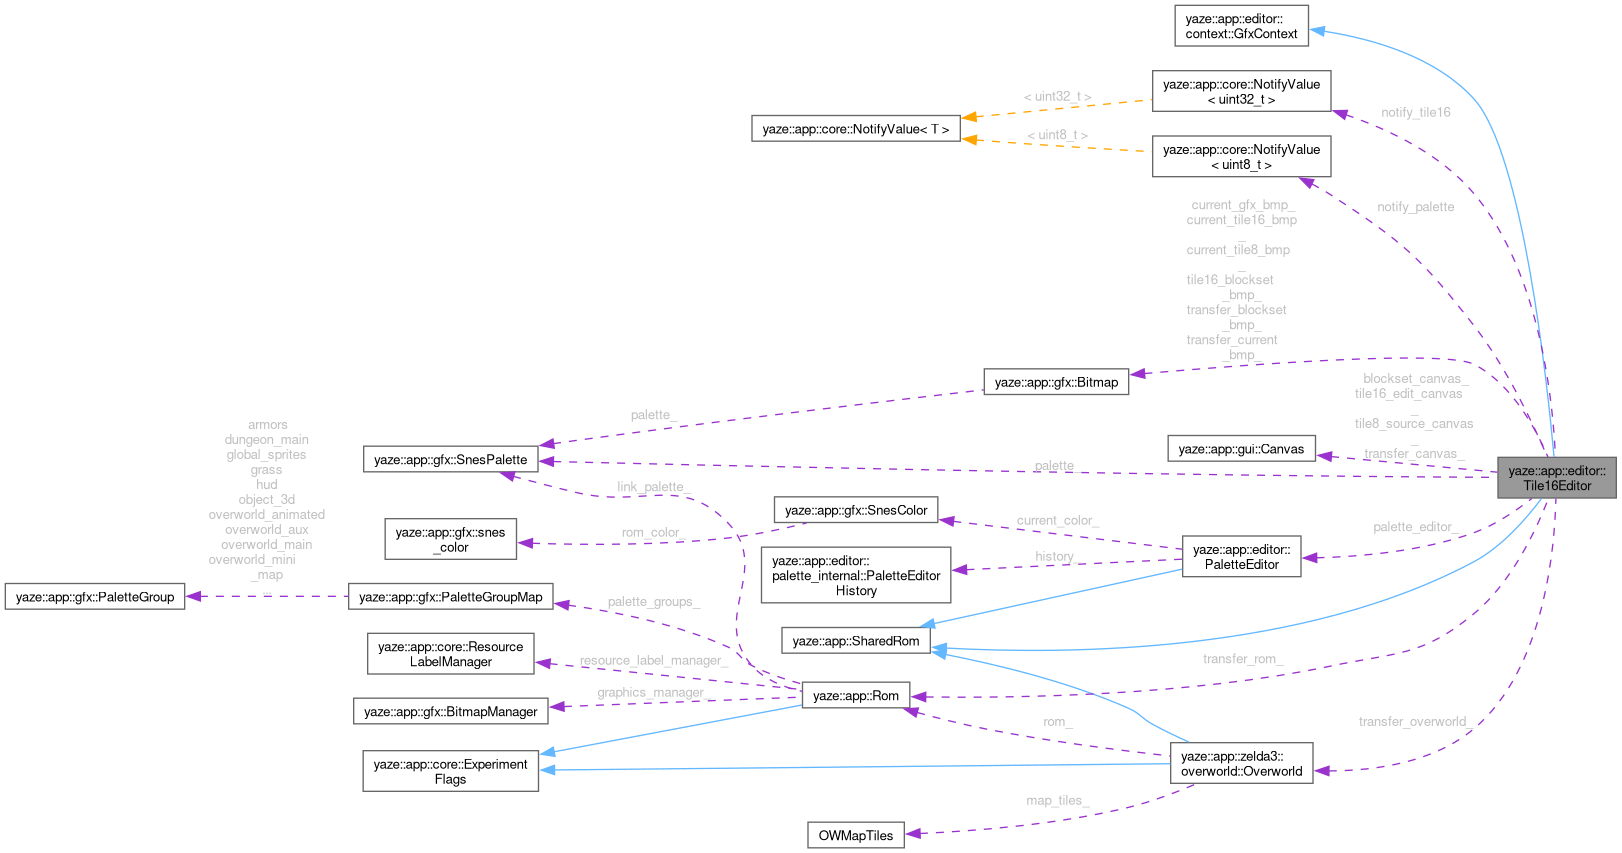 yaze::app::editor::
context::GfxContext
yaze::app::core::NotifyValue
< uint32_t >
< uint32_t >
notify_tile16
yaze::app::core::NotifyValue< T >
< uint8_t >
yaze::app::core::NotifyValue
< uint8_t >
notify_palette
current_gfx_bmp_
current_tile16_bmp
_
current_tile8_bmp
_
tile16_blockset
_bmp_
transfer_blockset
_bmp_
transfer_current
_bmp_
yaze::app::gfx::Bitmap
blockset_canvas_
tile16_edit_canvas
_
tile8_source_canvas
_
transfer_canvas_
palette_
yaze::app::gui::Canvas
armors
dungeon_main
global_sprites
grass
hud
object_3d
overworld_animated
overworld_aux
overworld_main
overworld_mini
_map
...
yaze::app::gfx::SnesPalette
palette_
yaze::app::editor::
Tile16Editor
link_palette_
yaze::app::gfx::SnesColor
current_color_
palette_editor_
yaze::app::gfx::snes
_color
rom_color_
yaze::app::editor::
palette_internal::PaletteEditor
History
history_
yaze::app::editor::
PaletteEditor
yaze::app::gfx::PaletteGroup
yaze::app::gfx::PaletteGroupMap
palette_groups_
yaze::app::SharedRom
yaze::app::core::Resource
LabelManager
resource_label_manager_
transfer_rom_
yaze::app::gfx::BitmapManager
graphics_manager_
yaze::app::Rom
rom_
transfer_overworld_
yaze::app::core::Experiment
Flags
yaze::app::zelda3::
overworld::Overworld
map_tiles_
OWMapTiles